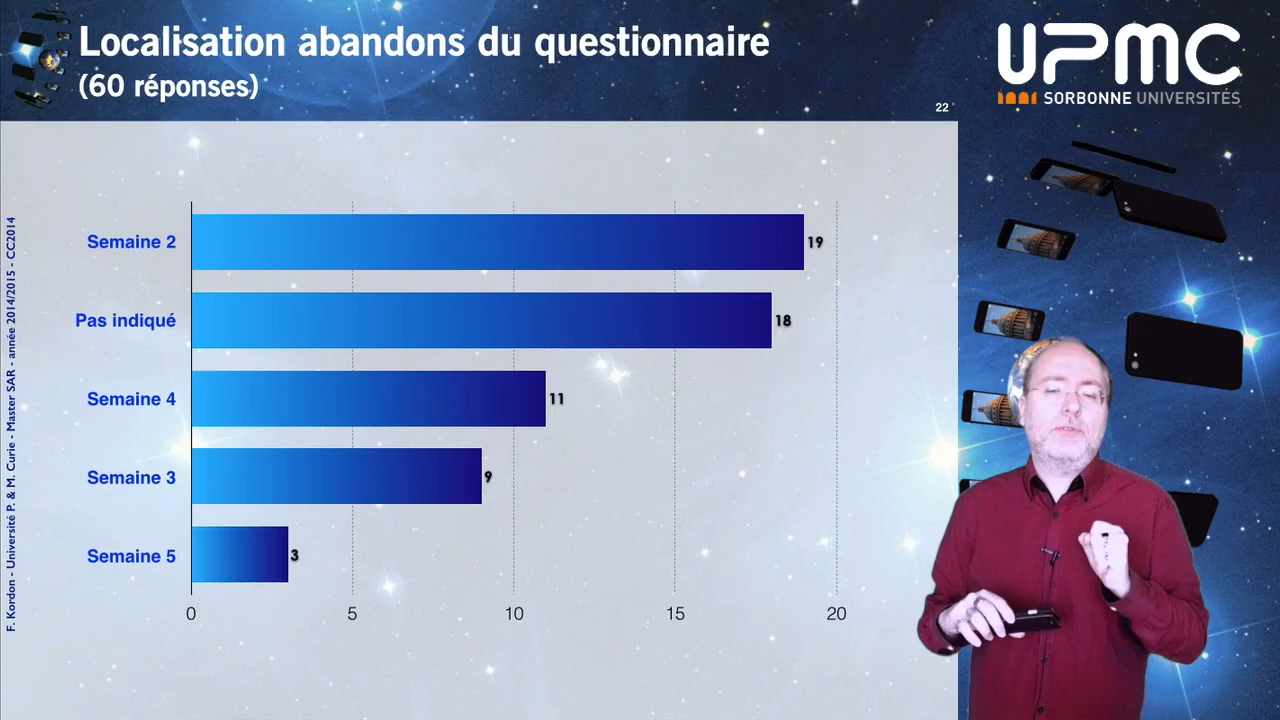 Localisation abandons du questionnaire
(60 réponses)
22
UPMC
SORBONNE UNIVERSITÉS
F. Kordon - Université P. & M. Curie - Master SAR - année 2014/2015 - CC2014
Semaine 2
19
Pas indiqué
18
Semaine 4
11
Semaine 3
9
Semaine 5
3
0 5 10 15 20